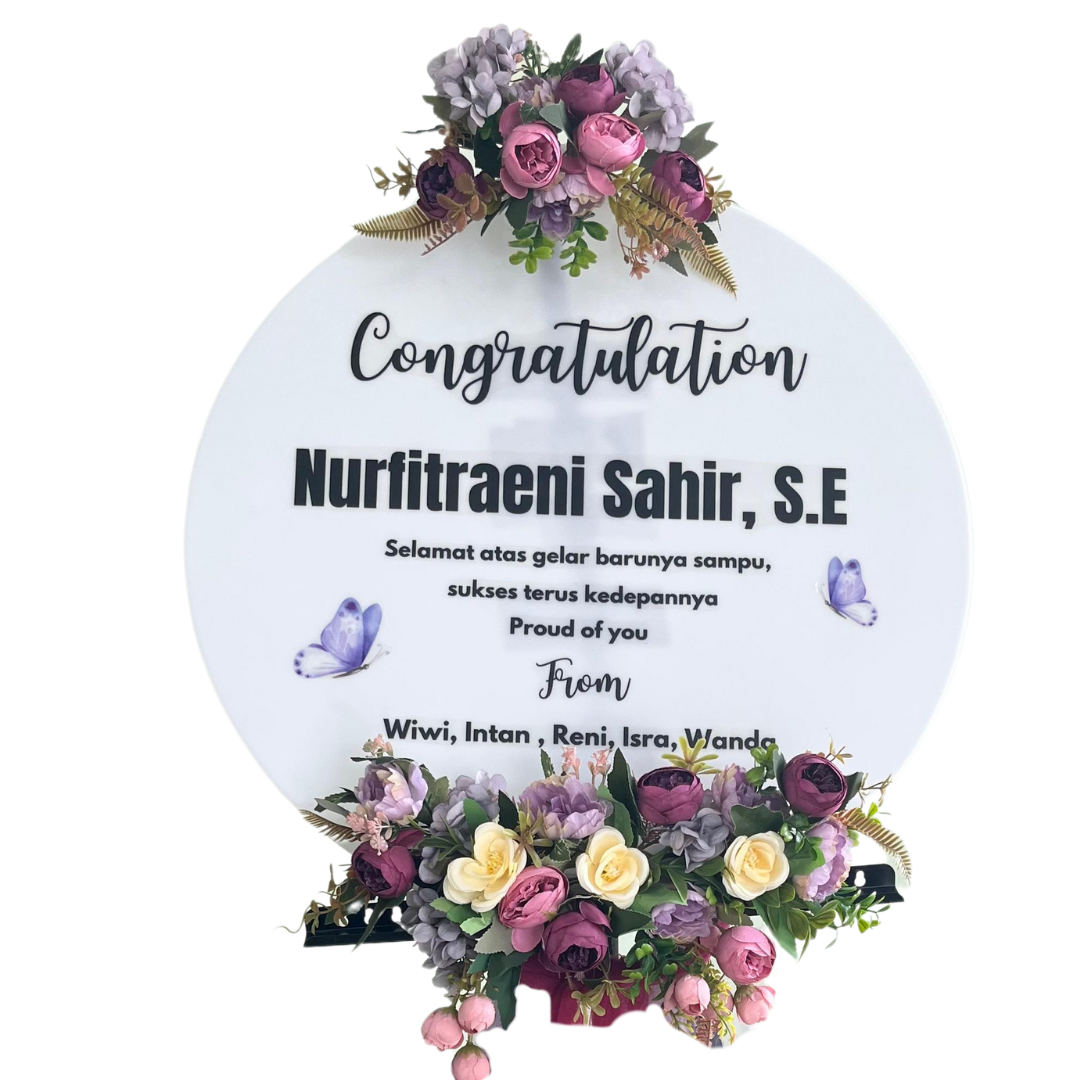 Congratulation
Nurfitraeni Sahir, S.E
Selamat atas gelar barunya sampu,
sukses terus kedepannya
Proud of you
From
Wiwi, Intan , Reni, Isra, Wanda